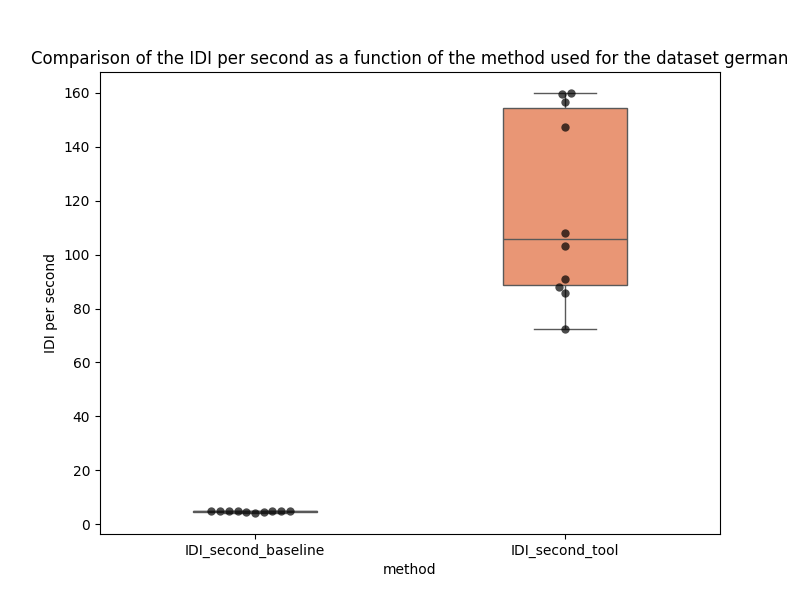 Comparison of the IDI per second as a function of the method used for the dataset german
160
140
120
100
80
60
40
20
0
IDI per second
IDI_second_baseline
IDI_second_tool
method